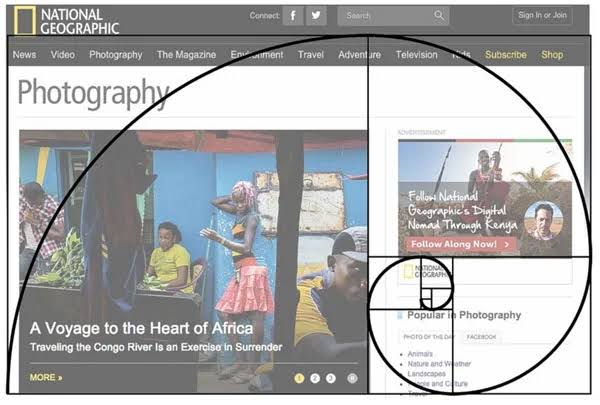 NATIONAL
GEOGRAPHIC
Connect:
Search
Sign In or Join
News Video Photography The Magazine Environment Travel Adventure Television Kids Subscribe Shop
Photography
A Voyage to the Heart of Africa
Traveling the Congo River Is an Exercise in Surrender
MORE »
1 2 3
ADVERTISEMENT
Follow National
Geographic's Digital
Nomad Through Kenya
Follow Along Now!
NATIONAL
GEOGRAPHIC
Popular in Photography
PHOTO OF THE DAY FACEBOOK
Animals
Nature and Weather
Landscapes
People and Culture
Travel